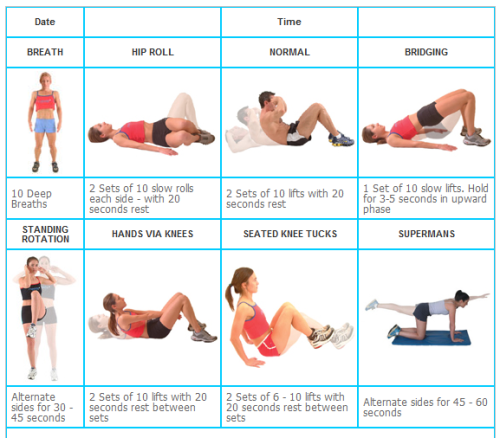 Date Time
BREATH HIP ROLL NORMAL BRIDGING
10 Deep
Breaths
2 Sets of 10 slow rolls
each side - with 20
seconds rest
2 Sets of 10 lifts with 20
seconds rest
1 Set of 10 slow lifts. Hold
for 3-5 seconds in upward
phase
STANDING
ROTATION
HANDS VIA KNEES
SEATED KNEE TUCKS
SUPERMANS
Alternate
sides for 30 -
45 seconds
2 Sets of 10 lifts with 20
seconds rest between
sets
2 Sets of 6 - 10 lifts with
20 seconds rest between
sets
Alternate sides for 45 - 60
seconds